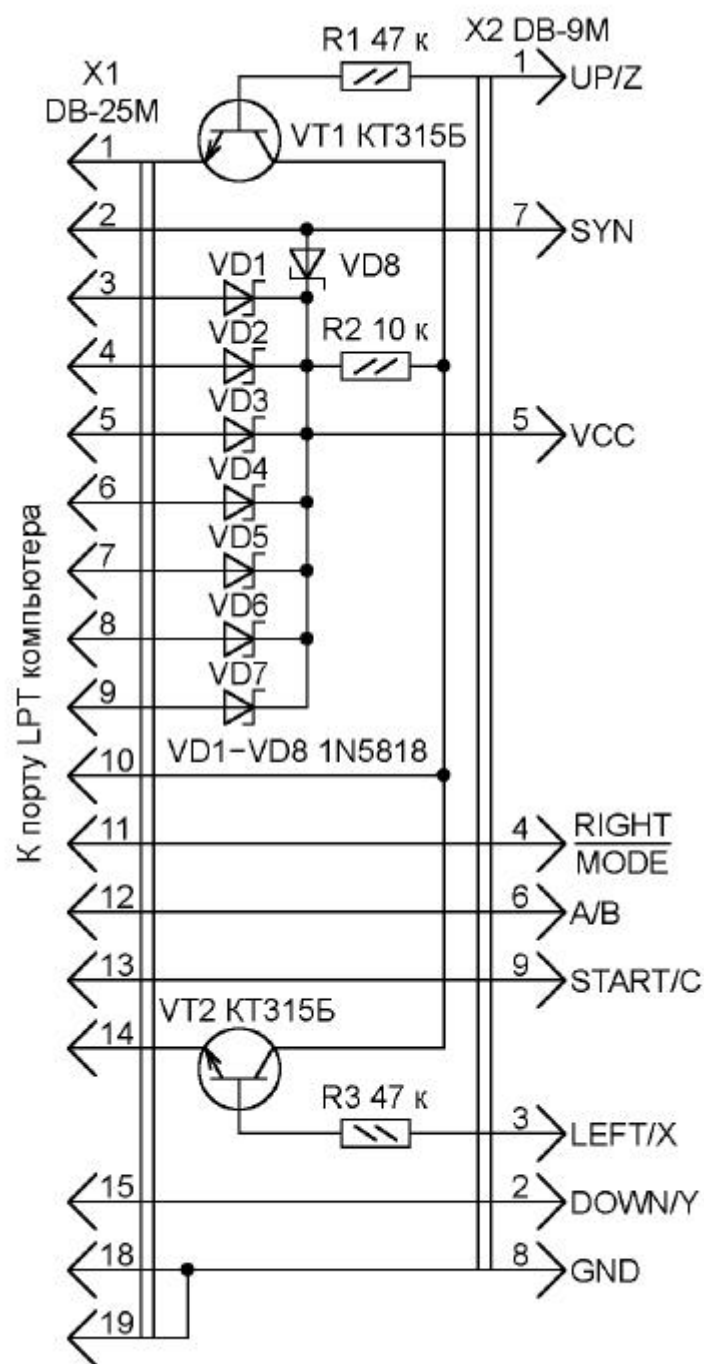 X1
DB-25M
R1 47 к
X2 DB-9M
1
UP/Z
VT1 КТ315Б
1
2
7
SYN
VD8
3
VD1
4
VD2
R2 10 к
5
VD3
5
VCC
6
VD4
7
VD5
8
VD6
9
VD7
К порту LPT компьютера
VD1−VD8 1N5818
10
11
4
RIGHT
MODE
12
6
A/B
13
9
START/C
VT2 КТ315Б
14
R3 47 к
3
LEFT/X
15
2
DOWN/Y
18
8
GND
19